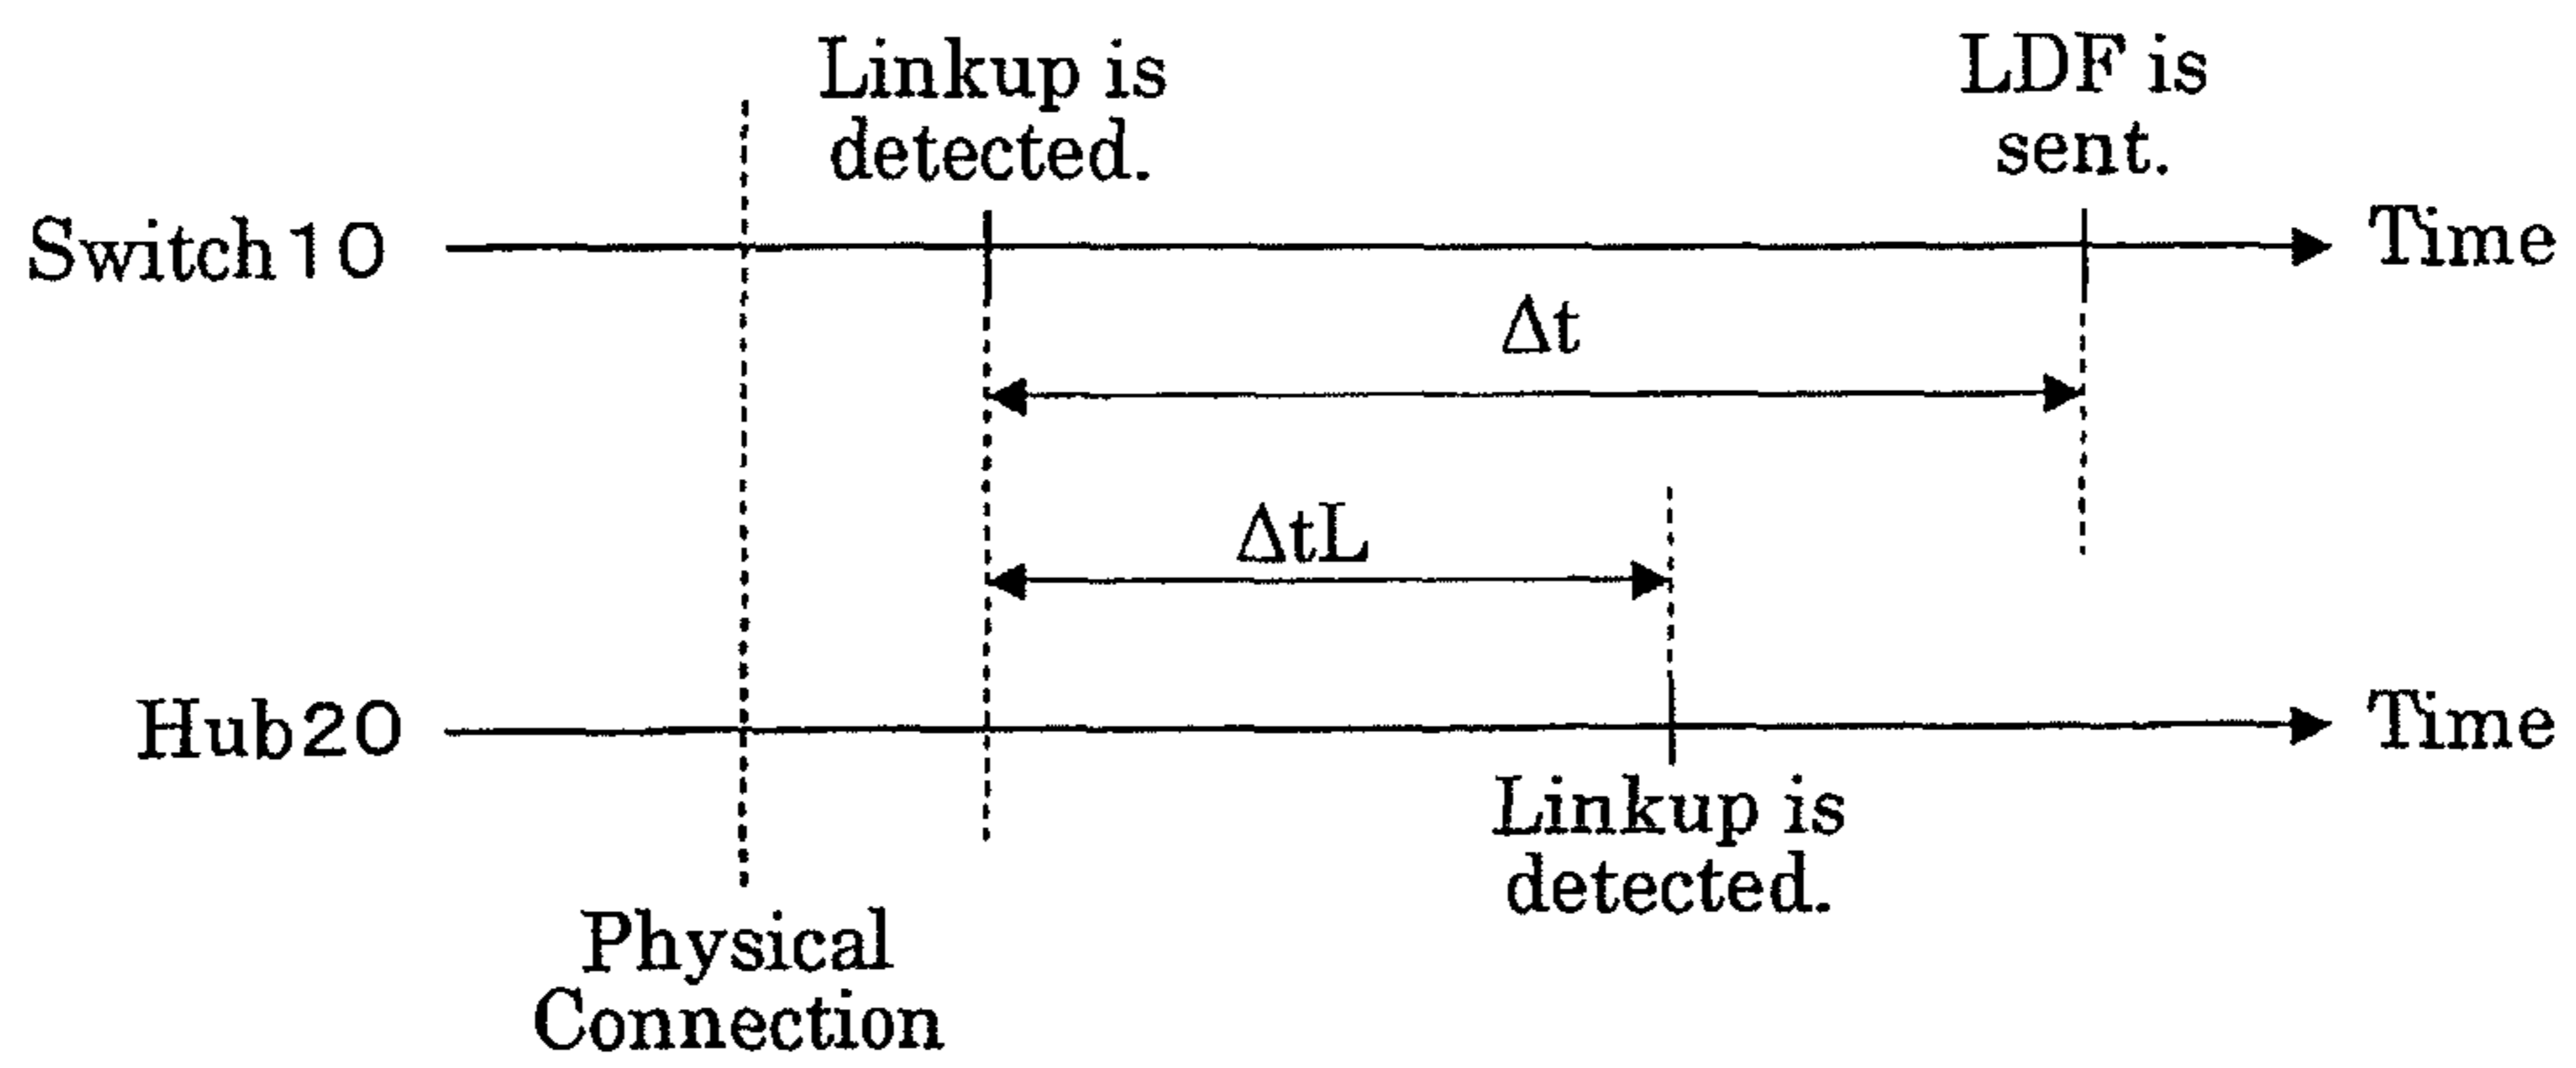 Linkup is
detected.
LDF is
sent.
Switch10
Time
Δt
ΔtL
Hub20
Time
Linkup is
detected.
Physical
Connection